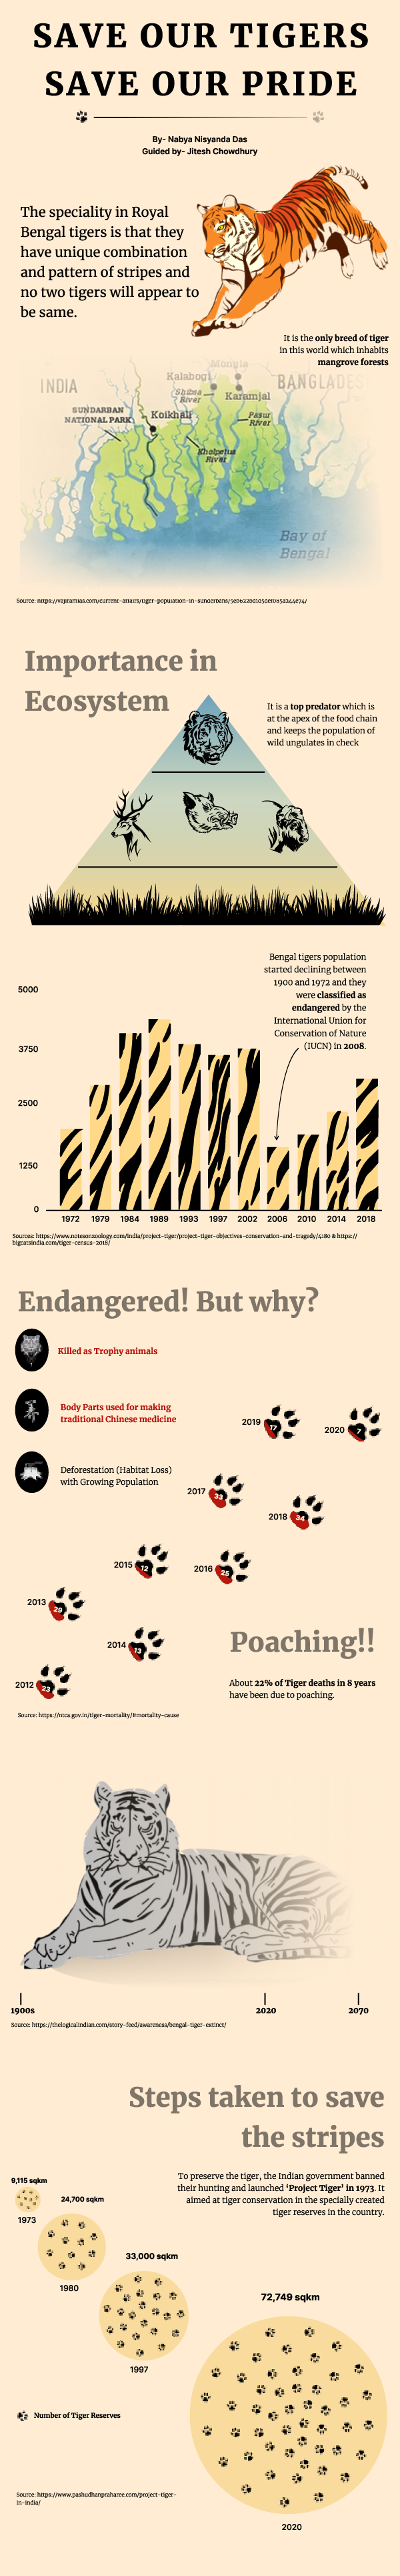 SAVE OUR TIGERS
SAVE OUR PRIDE
By- Nabya Nisyanda Das
Guided by- Jitesh Chowdhury
The speciality in Royal
Bengal tigers is that they
have unique combination
and pattern of stripes and
no two tigers will appear to
be same.
It is the only breed of tiger
in this world which inhabits
mangrove forests
INDIA
Mongla
Kalabogi
BANGLADES
Shibsa
River
Karamjal
SUNDARBAN
NATIONAL PARK
Koikhali
Pasur
River
Kholpetua
River
Bay of
Bengal
Importance in
Ecosystem
It is a top predator which is
at the apex of the food chain
and keeps the population of
wild ungulates in check
Bengal tigers population
started declining between
1900 and 1972 and they
were classified as
endangered by the
International Union for
Conservation of Nature
(IUCN) in 2008.
5000
3750
2500
1250
0
1972 1979 1984 1989 1993 1997 2002 2006 2010 2014 2018
Sources: https://www.notesonzoology.com/india/project-tiger/project-tiger-objectives-conservation-and-tragedy/4180 & https://
bigcatsindia.com/tiger-census-2018/
Endangered! But why?
Killed as Trophy animals
Body Parts used for making
traditional Chinese medicine
Deforestation (Habitat Loss)
with Growing Population
2019 17
2020 7
2017 33
2018 34
2015 12
2016 25
2013 29
2014 13
2012 23
Poaching!!
About 22% of Tiger deaths in 8 years
have been due to poaching.
Source: https://ntca.gov.in/tiger-mortality/#mortality-cause
1900s
2020
2070
Source: https://thelogicalindian.com/story-feed/awareness/bengal-tiger-extinct/
Steps taken to save
the stripes
To preserve the tiger, the Indian government banned
their hunting and launched ‘Project Tiger’ in 1973. It
aimed at tiger conservation in the specially created
tiger reserves in the country.
9,115 sqkm
1973
24,700 sqkm
1980
33,000 sqkm
1997
72,749 sqkm
2020
Number of Tiger Reserves
Source: https://www.pashudhanpraharee.com/project-tiger-
in-india/